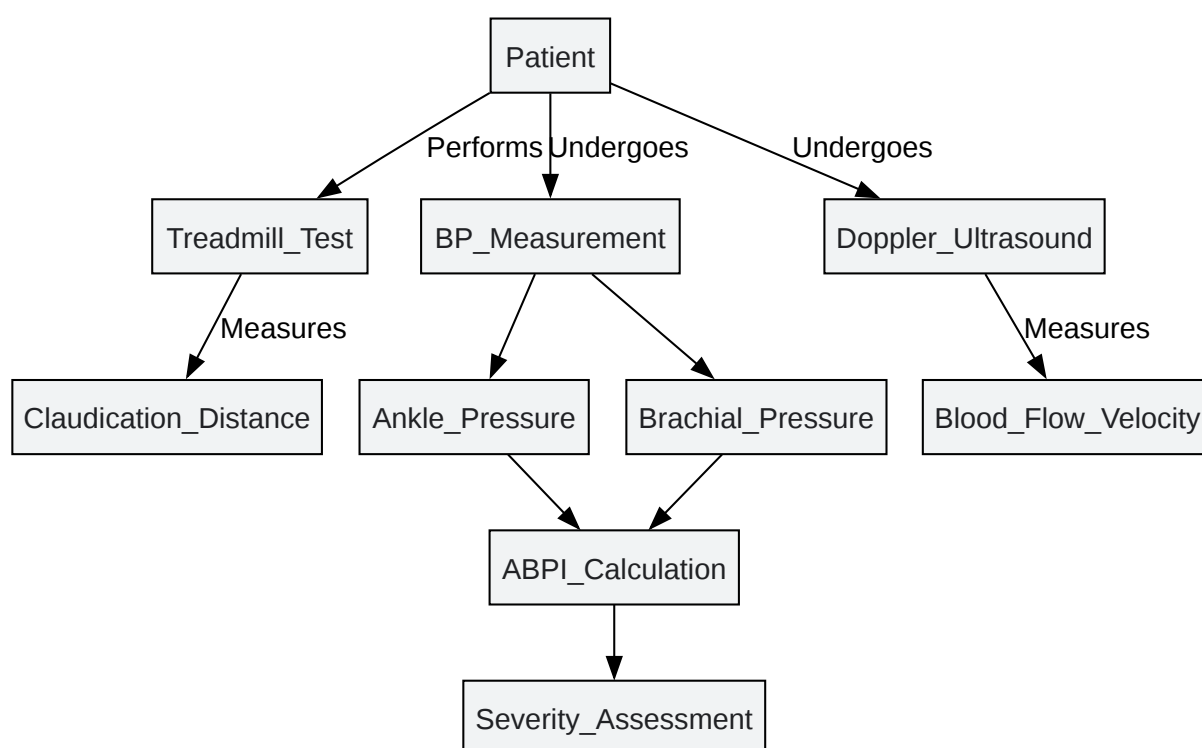 Patient
Performs
Undergoes
Undergoes
Treadmill_Test
BP_Measurement
Doppler_Ultrasound
Measures
Measures
Claudication_Distance
Ankle_Pressure
Brachial_Pressure
Blood_Flow_Velocity
ABPI_Calculation
Severity_Assessment